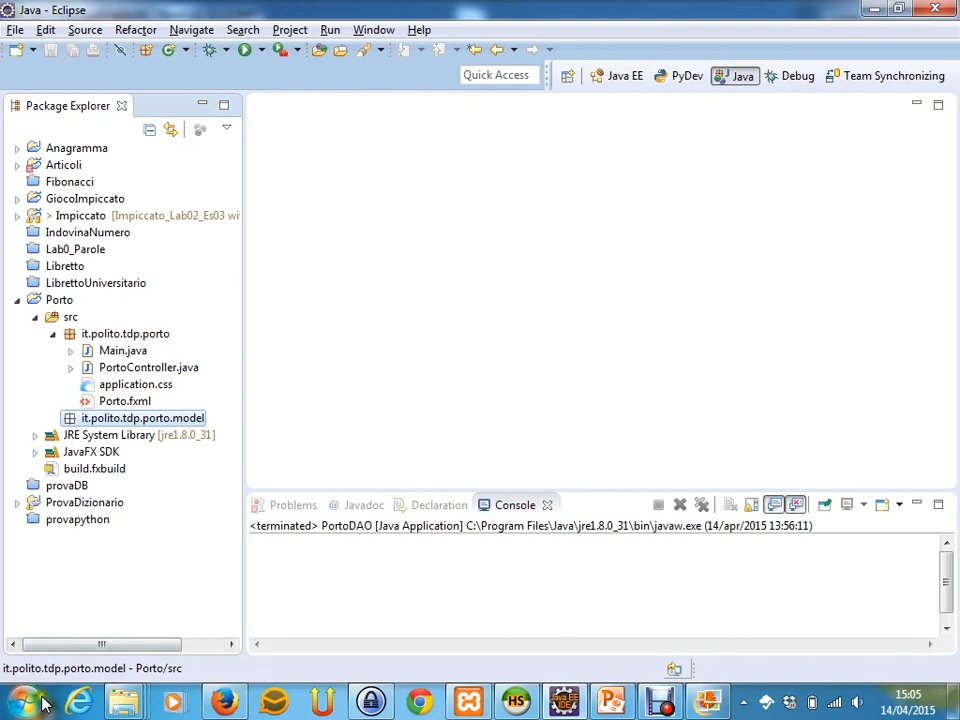 Java - Eclipse
File Edit Source Refactor Navigate Search Project Run Window Help
Quick Access Java EE PyDev Java Debug Team Synchronizing
Package Explorer
Anagramma
Articoli
Fibonacci
GiocoImpiccato
> Impiccato [Impiccato_Lab02_Es03 wi
IndovinaNumero
Lab0_Parole
Libretto
LibrettoUniversitario
Porto
src
it.polito.tdp.porto
Main.java
PortoController.java
application.css
Porto.fxml
it.polito.tdp.porto.model
JRE System Library [jre1.8.0_31]
JavaFX SDK
build.fxbuild
provaDB
ProvaDizionario
provapython
Problems @ Javadoc Declaration Console
<terminated> PortoDAO [Java Application] C:\Program Files\Java\jre1.8.0_31\bin\javaw.exe (14/apr/2015 13:56:11)
it.polito.tdp.porto.model - Porto/src
15:05
14/04/2015